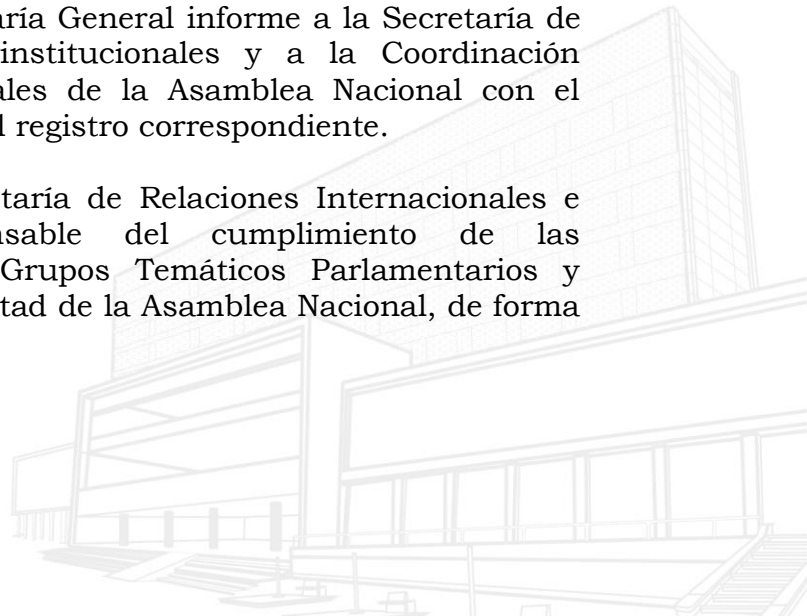 aría General informe a la Secretaría de
institucionales y a la Coordinación
ales de la Asamblea Nacional con el
l registro correspondiente.
taría de Relaciones Internacionales e
nsable del cumplimiento de las
Grupos Temáticos Parlamentarios y
tad de la Asamblea Nacional, de forma